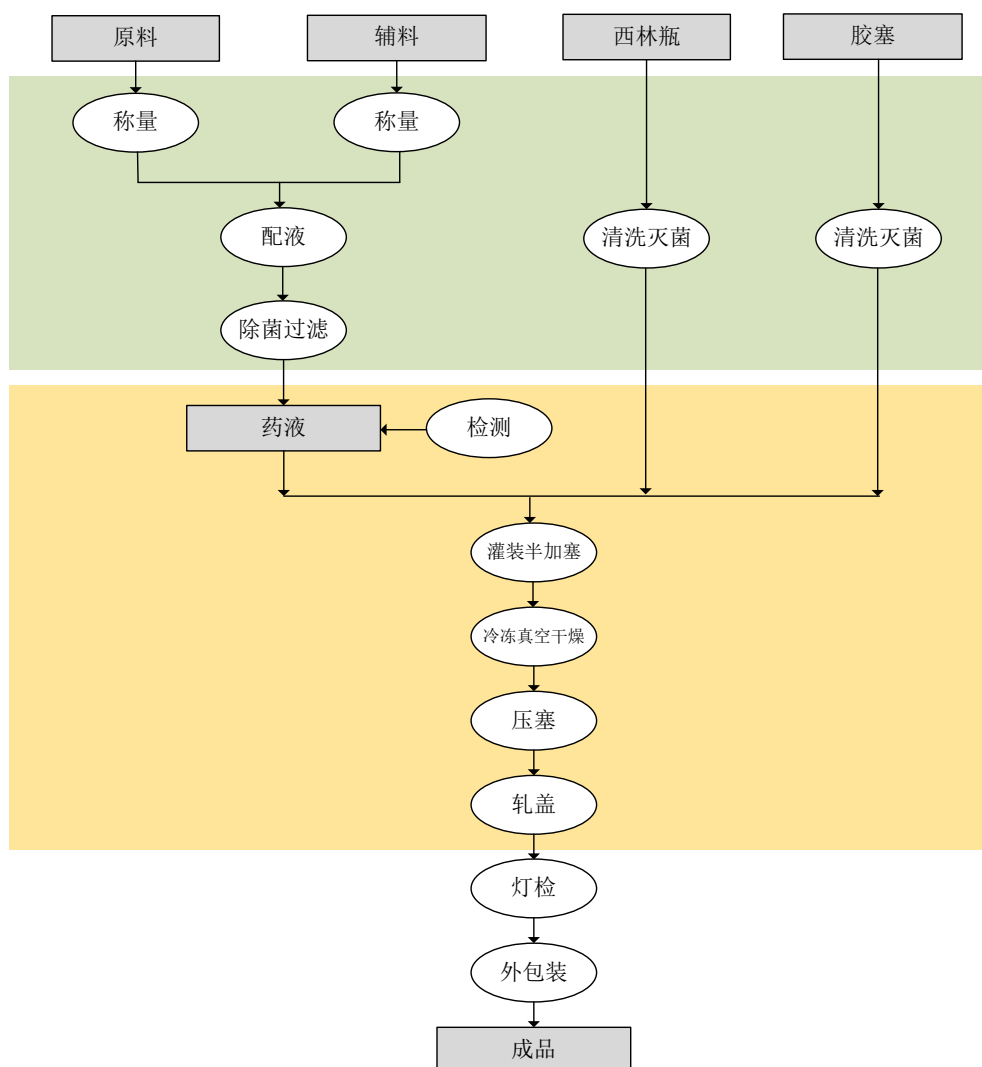 原料
辅料
西林瓶
胶塞
称量
称量
配液
清洗灭菌
清洗灭菌
除菌过滤
药液
检测
灌装半加塞
冷冻真空干燥
压塞
轧盖
灯检
外包装
成品